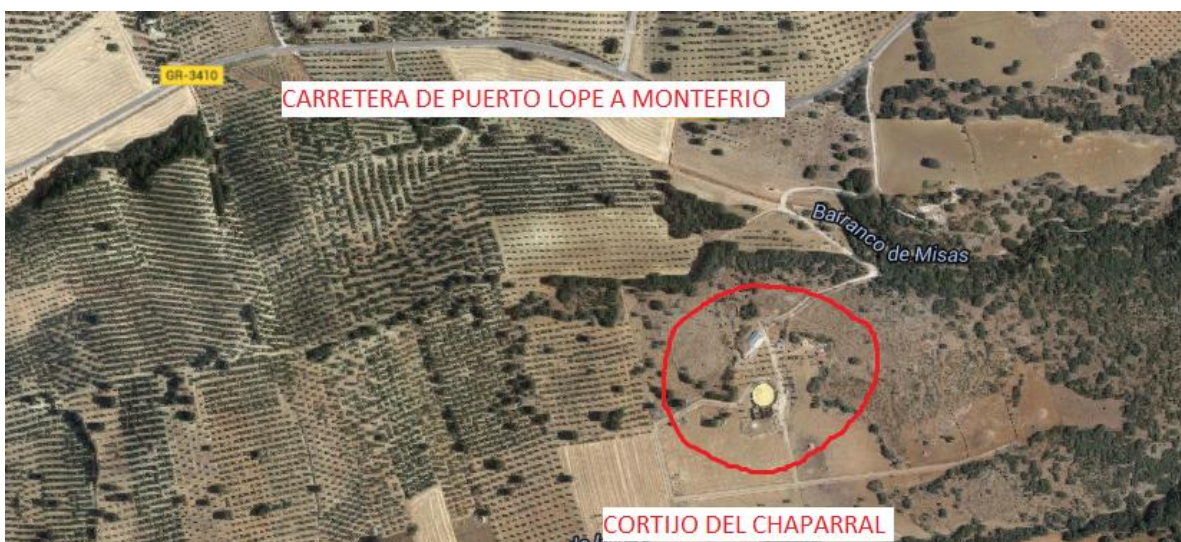 GR-3410
CARRETERA DE PUERTO LOPE A MONTEFRIO
Barranco de Misas
CORTIJO DEL CHAPARRAL